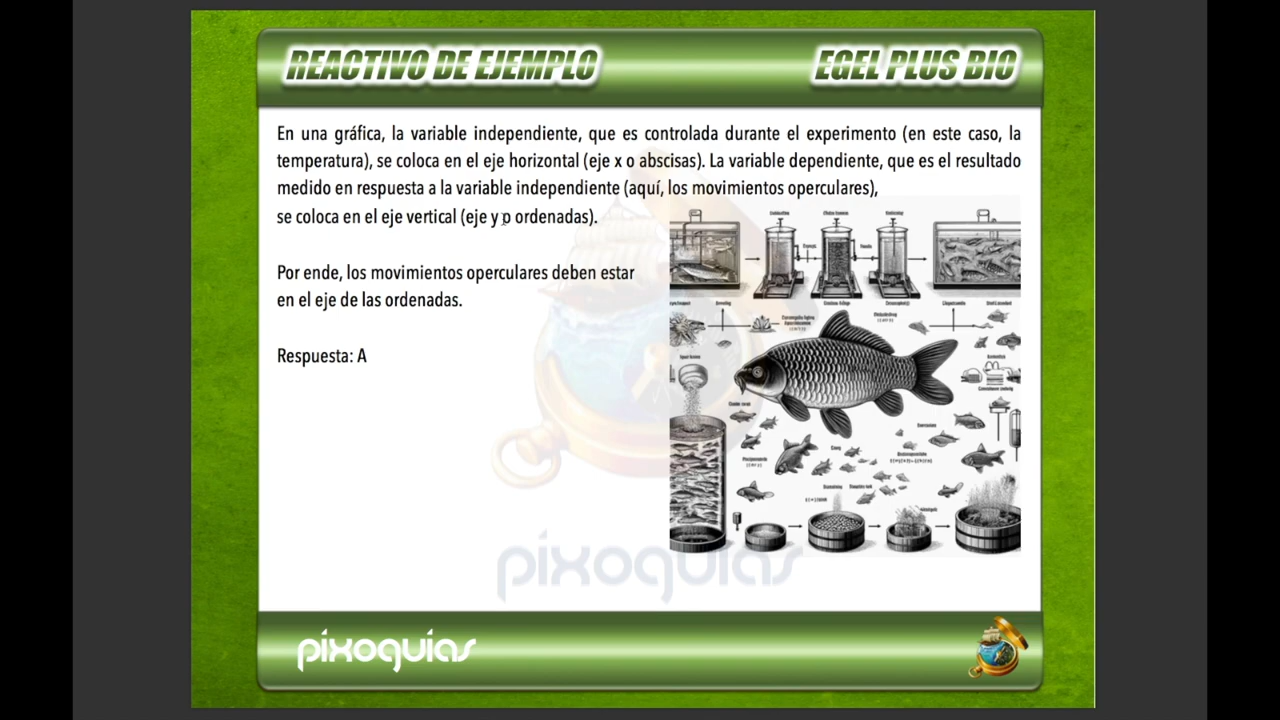 REACTIVO DE EJEMPLO
EGEL PLUS BIO
En una gráfica, la variable independiente, que es controlada durante el experimento (en este caso, la
temperatura), se coloca en el eje horizontal (eje x o abscisas). La variable dependiente, que es el resultado
medido en respuesta a la variable independiente (aquí, los movimientos operculares),
se coloca en el eje vertical (eje y o ordenadas).
Por ende, los movimientos operculares deben estar
en el eje de las ordenadas.
Respuesta: A
pixoguias
pixoguias